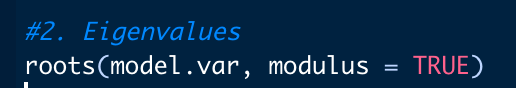 #2. Eigenvalues
roots(model.var, modulus = TRUE)